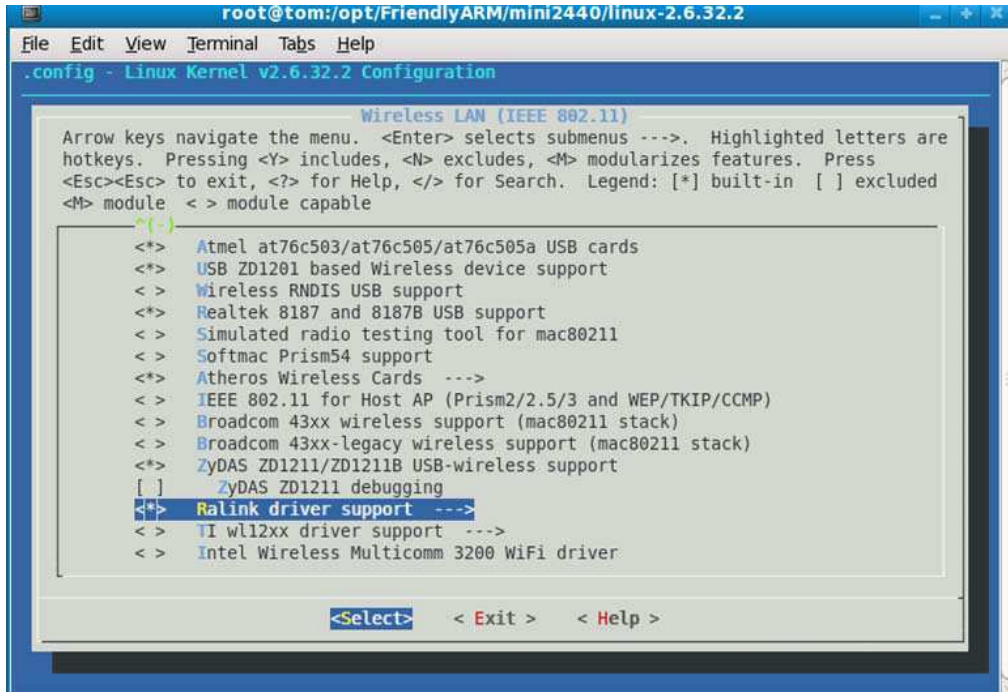 root@tom:/opt/FriendlyARM/mini2440/linux-2.6.32.2
File Edit View Terminal Tabs Help
.config - Linux Kernel v2.6.32.2 Configuration
Wireless LAN (IEEE 802.11)
Arrow keys navigate the menu. <Enter> selects submenus --->. Highlighted letters are
hotkeys. Pressing <Y> includes, <N> excludes, <M> modularizes features. Press
<Esc><Esc> to exit, <?> for Help, </> for Search. Legend: [*] built-in [ ] excluded
<M> module < > module capable
^(-)
<*> Atmel at76c503/at76c505/at76c505a USB cards
<*> USB ZD1201 based Wireless device support
< > Wireless RNDIS USB support
<*> Realtek 8187 and 8187B USB support
< > Simulated radio testing tool for mac80211
< > Softmac Prism54 support
<*> Atheros Wireless Cards --->
< > IEEE 802.11 for Host AP (Prism2/2.5/3 and WEP/TKIP/CCMP)
< > Broadcom 43xx wireless support (mac80211 stack)
< > Broadcom 43xx-legacy wireless support (mac80211 stack)
<*> ZyDAS ZD1211/ZD1211B USB-wireless support
[ ] ZyDAS ZD1211 debugging
<*> Ralink driver support --->
< > TI wl12xx driver support --->
< > Intel Wireless Multicomm 3200 WiFi driver
<Select> < Exit > < Help >